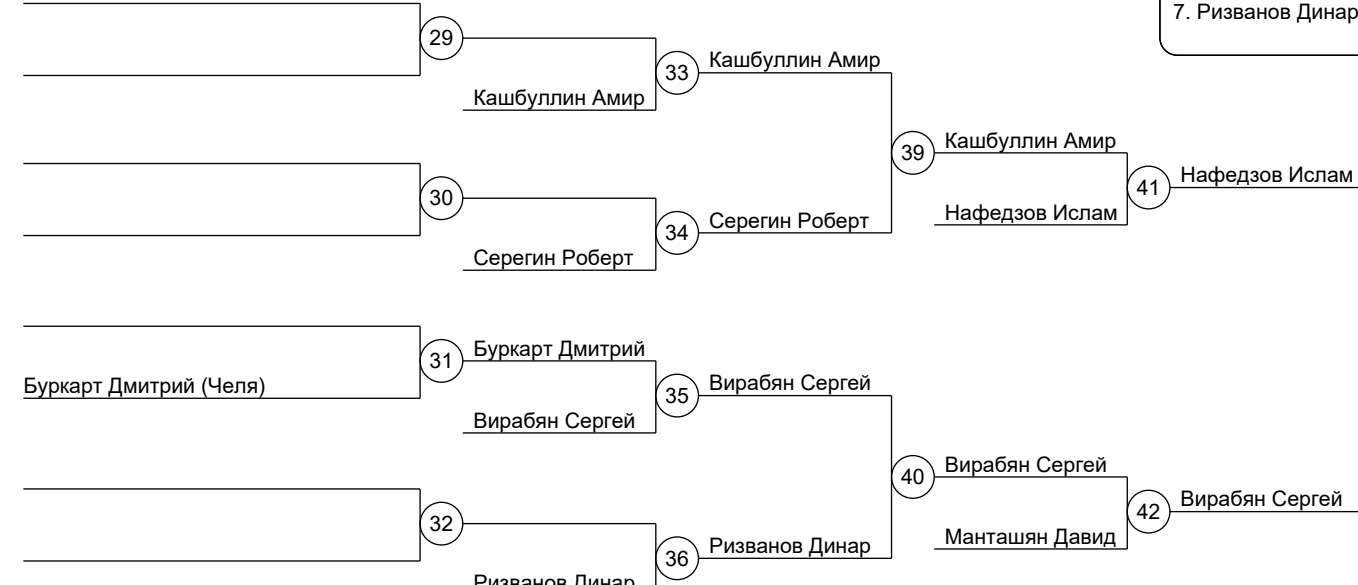 7. Ризванов Динар
29
33
Кашбуллин Амир
Кашбуллин Амир
39
Кашбуллин Амир
41
Нафедзов Ислам
30
34
Серегин Роберт
Нафедзов Ислам
Серегин Роберт
31
Буркарт Дмитрий
35
Вирабян Сергей
Буркарт Дмитрий (Челя)
Вирабян Сергей
40
Вирабян Сергей
42
Вирабян Сергей
32
36
Ризванов Динар
Манташян Давид
Ризванов Динар